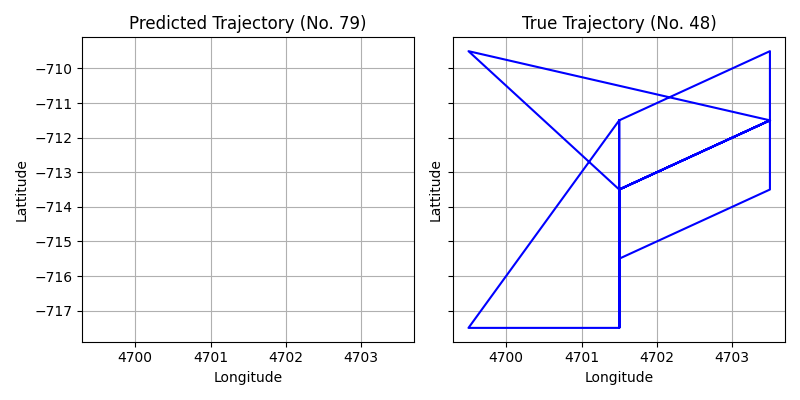 Predicted Trajectory (No. 79)
True Trajectory (No. 48)
Lattitude
−710
−711
−712
−713
−714
−715
−716
−717
4700
4701
4702
4703
Longitude
Lattitude
4700
4701
4702
4703
Longitude